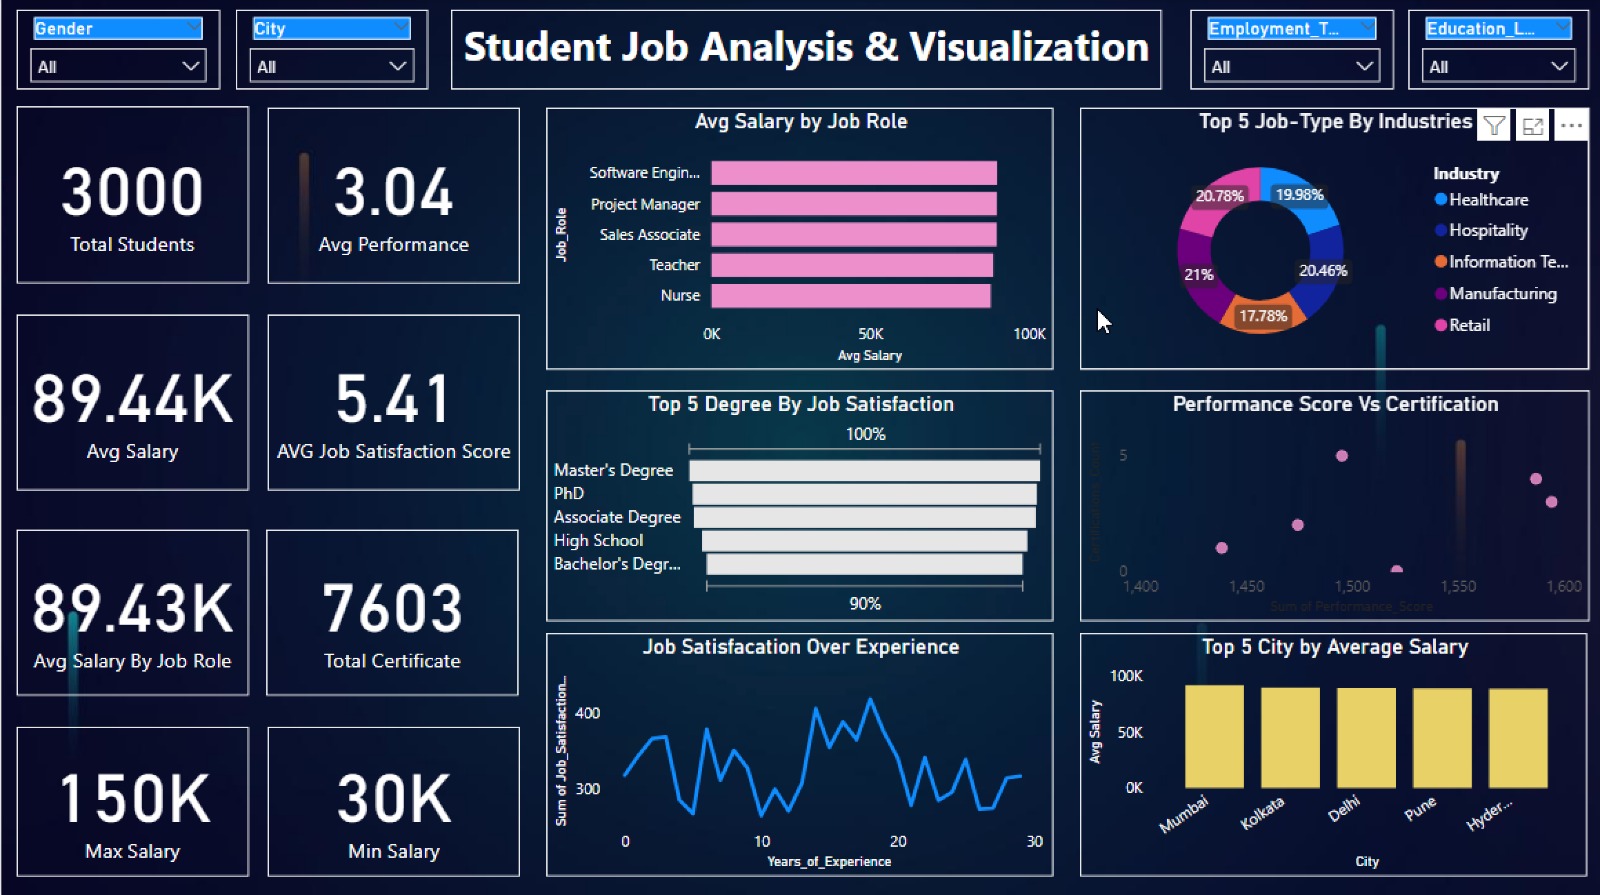 Gender
All
City
All
Student Job Analysis & Visualization
Employment_T...
All
Education_L...
All
3000
Total Students
3.04
Avg Performance
89.44K
Avg Salary
5.41
AVG Job Satisfaction Score
89.43K
Avg Salary By Job Role
7603
Total Certificate
150K
Max Salary
30K
Min Salary
Avg Salary by Job Role
Job_Role
Software Engin...
Project Manager
Sales Associate
Teacher
Nurse
0K
50K
100K
Avg Salary
Top 5 Job-Type By Industries
20.78%
19.98%
21%
20.46%
17.78%
Industry
Healthcare
Hospitality
Information Te...
Manufacturing
Retail
Top 5 Degree By Job Satisfaction
100%
Master's Degree
PhD
Associate Degree
High School
Bachelor's Degr...
90%
Performance Score Vs Certification
5
0
1,400
1,450
1,500
1,550
1,600
Sum of Performance_Score
Job Satisfacation Over Experience
Sum of Job_Satisfaction...
400
300
0
10
20
30
Years_of_Experience
Top 5 City by Average Salary
Avg Salary
100K
50K
0K
Mumbai
Kolkata
Delhi
Pune
Hyder...
City